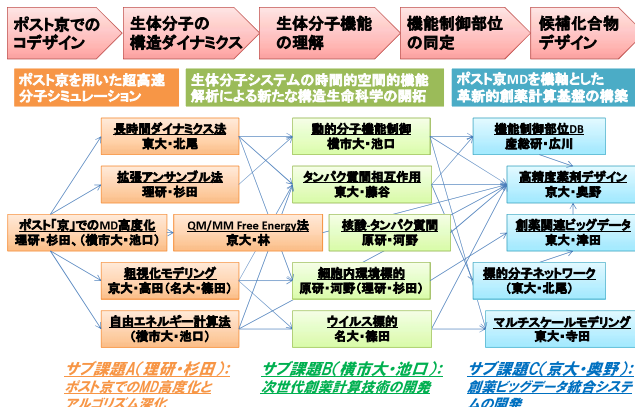 ポスト京での
コデザイン
生体分子の
構造ダイナミクス
生体分子機能
の理解
機能制御部位
の同定
候補化合物
デザイン
ポスト京を用いた超高速
分子シミュレーション
生体分子システムの時間的空間的機能
解析による新たな構造生命科学の開拓
ポスト京MDを機軸とした
革新的創薬計算基盤の構築
長時間ダイナミクス法
東大・北尾
動的分子機能制御
横市大・池口
機能制御部位DB
産総研・広川
拡張アンサンブル法
理研・杉田
タンパク質間相互作用
東大・藤谷
高精度薬剤デザイン
京大・奥野
ポスト「京」でのMD高度化
理研・杉田、(横市大・池口)
QM/MM Free Energy法
京大・林
核酸-タンパク質間
原研・河野
創薬関連ビッグデータ
東大・津田
粗視化モデリング
京大・高田(名大・篠田)
細胞内環境標的
原研・河野(理研・杉田)
標的分子ネットワーク
(東大・北尾)
自由エネルギー計算法
(横市大・池口)
ウイルス標的
名大・篠田
マルチスケールモデリング
東大・寺田
サブ課題A(理研・杉田):
ポスト京でのMD高度化と
アルゴリズム深化
サブ課題B(横市大・池口):
次世代創薬計算技術の開発
サブ課題C(京大・奥野):
創薬ビッグデータ統合システ
ムの開発